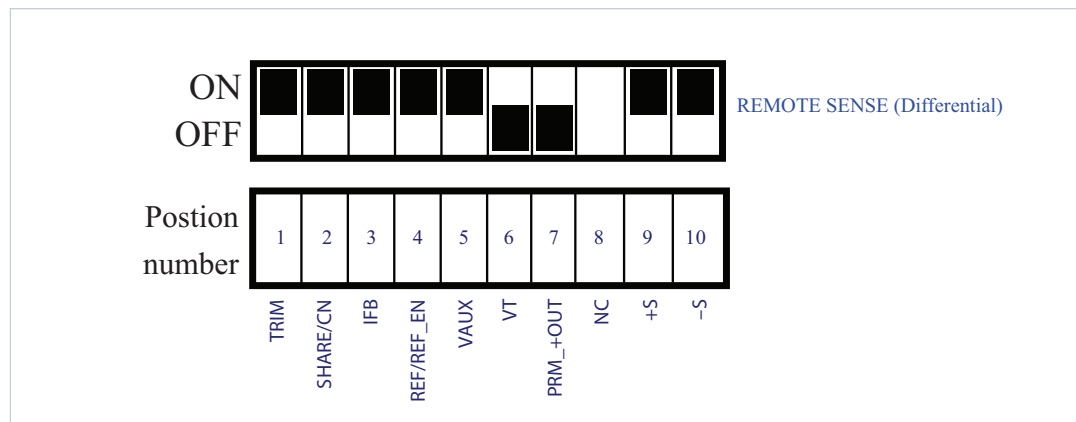 ON
OFF
REMOTE SENSE (Differential)
Postion
number
1 2 3 4 5 6 7 8 9 10
TRIM
SHARE/CN
IFB
REF/REF_EN
VAUX
VT
PRM_+OUT
NC
+S
–S